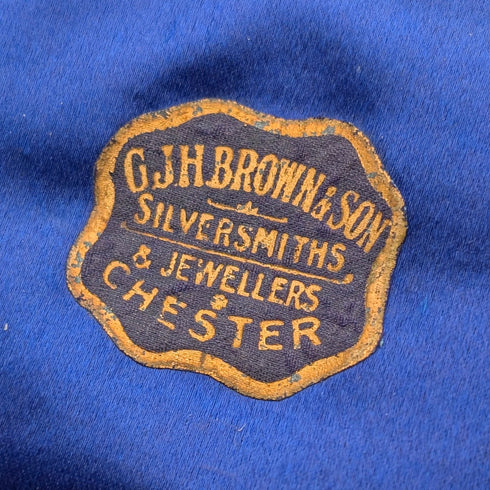 G.J.H. BROWN & SON
SILVERSMITHS
& JEWELLERS
CHESTER